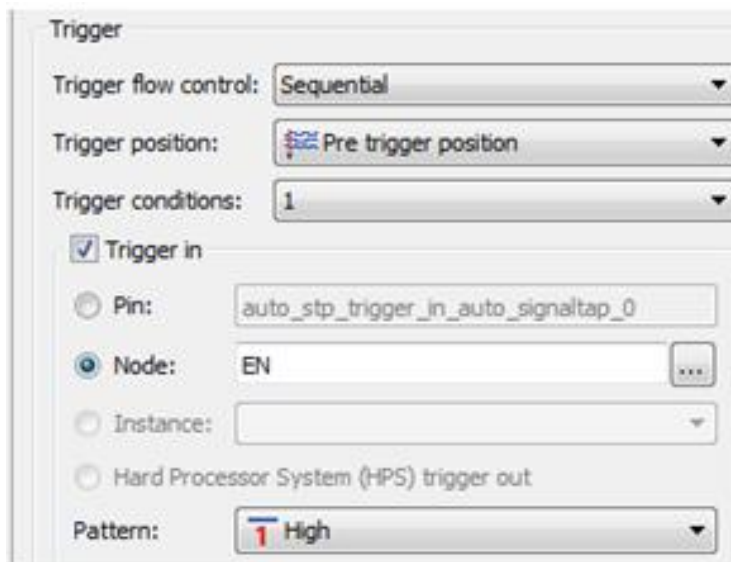 Trigger
Trigger flow control: Sequential
Trigger position: Pre trigger position
Trigger conditions: 1
Trigger in
Pin: auto_stp_trigger_in_auto_signaltap_0
Node: EN ...
Instance:
Hard Processor System (HPS) trigger out
Pattern: 1 High